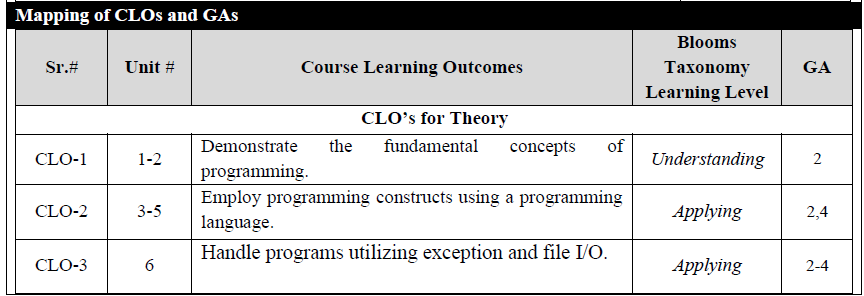 Mapping of CLOs and GAs
Sr.# Unit # Course Learning Outcomes Blooms Taxonomy Learning Level GA
CLO's for Theory
CLO-1 1-2 Demonstrate the fundamental concepts of programming. Understanding 2
CLO-2 3-5 Employ programming constructs using a programming language. Applying 2,4
CLO-3 6 Handle programs utilizing exception and file I/O. Applying 2-4